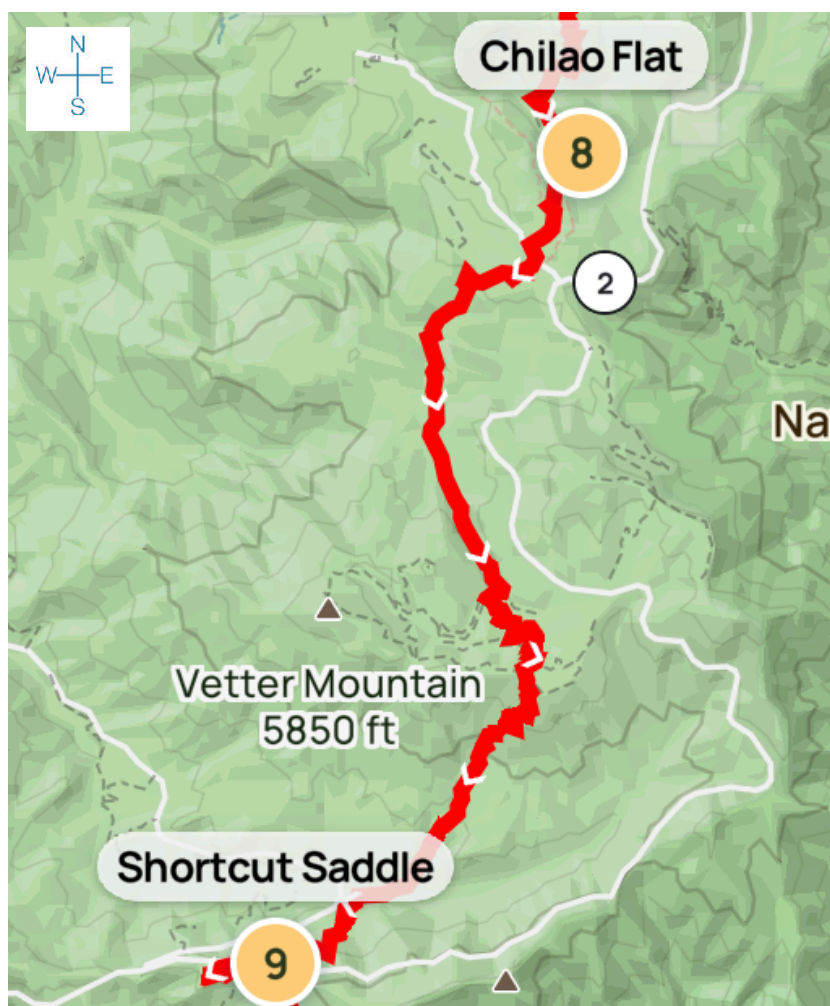 N
W E
S
Chilao Flat
8
2
Na
Vetter Mountain
5850 ft
Shortcut Saddle
9